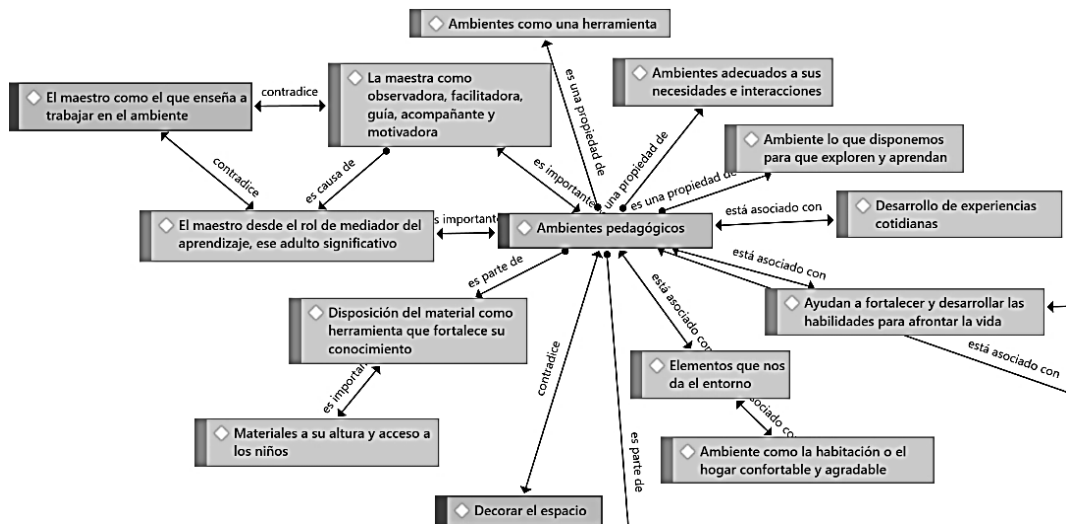 Ambientes como una herramienta
El maestro como el que enseña a
trabajar en el ambiente
contradice
La maestra como
observadora, facilitadora,
guía, acompañante y
motivadora
es una propiedad de
Ambientes adecuados a sus
necesidades e interacciones
una propiedad de
Ambiente lo que disponemos
para que exploren y aprendan
es una propiedad de
contradice
es causa de
es importante
El maestro desde el rol de mediador del
aprendizaje, ese adulto significativo
es importante
Ambientes pedagógicos
está asociado con
Desarrollo de experiencias
cotidianas
está asociado con
Ayudan a fortalecer y desarrollar las
habilidades para afrontar la vida
está asociado con
es parte de
Disposición del material como
herramienta que fortalece su
conocimiento
es importante
Materiales a su altura y acceso a
los niños
contradice
Decorar el espacio
es parte de
está asociado con
Elementos que nos
da el entorno
asociado con
Ambiente como la habitación o el
hogar confortable y agradable